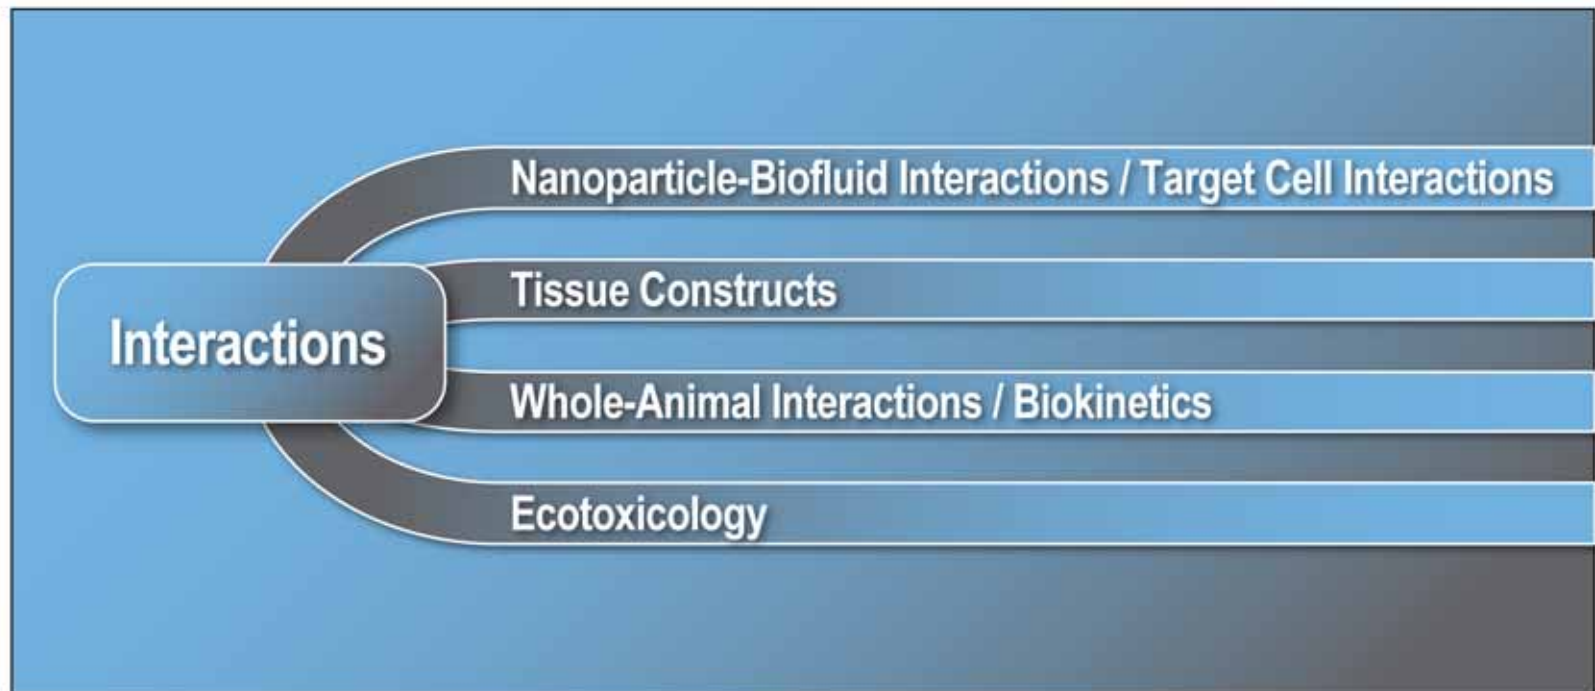 Interactions
Nanoparticle-Biofluid Interactions / Target Cell Interactions
Tissue Constructs
Whole-Animal Interactions / Biokinetics
Ecotoxicology